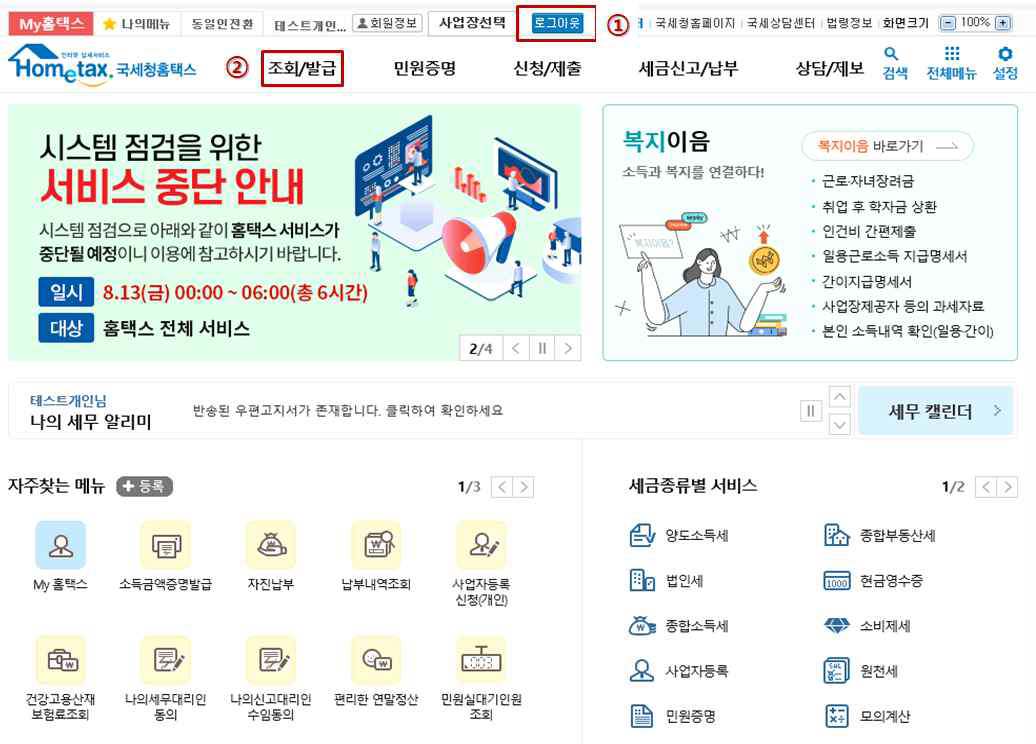 My홈택스 나의메뉴 동일인전환 테스트개인... 회원정보 사업장선택 로그아웃 ① 국세청홈페이지 국세상담센터 법령정보 화면크기 100%
인터넷 납세서비스
Hometax. 국세청홈택스
② 조회/발급 민원증명 신청/제출 세금신고/납부 상담/제보 검색 전체메뉴 설정
시스템 점검을 위한
서비스 중단 안내
시스템 점검으로 아래와 같이 홈택스 서비스가
중단될 예정이니 이용에 참고하시기 바랍니다.
일시 8.13(금) 00:00 ~ 06:00(총 6시간)
대상 홈택스 전체 서비스
2/4
복지이음
소득과 복지를 연결하다!
복지이음 바로가기
복지이음?
· 근로·자녀장려금
· 취업 후 학자금 상환
· 인건비 간편제출
· 일용근로소득 지급명세서
· 간이지급명세서
· 사업장제공자 등의 과세자료
· 본인 소득내역 확인(일용·간이)
테스트개인님
나의 세무 알리미
반송된 우편고지서가 존재합니다. 클릭하여 확인하세요
세무 캘린더
자주찾는 메뉴 + 등록 1/3
My 홈택스
소득금액증명발급
자진납부
납부내역조회
사업자등록
신청(개인)
건강고용산재
보험료조회
나의세무대리인
동의
나의신고대리인
수임동의
편리한 연말정산
민원실대기인원
조회
세금종류별 서비스 1/2
양도소득세 종합부동산세
법인세 현금영수증
종합소득세 소비제세
사업자등록 원천세
민원증명 모의계산